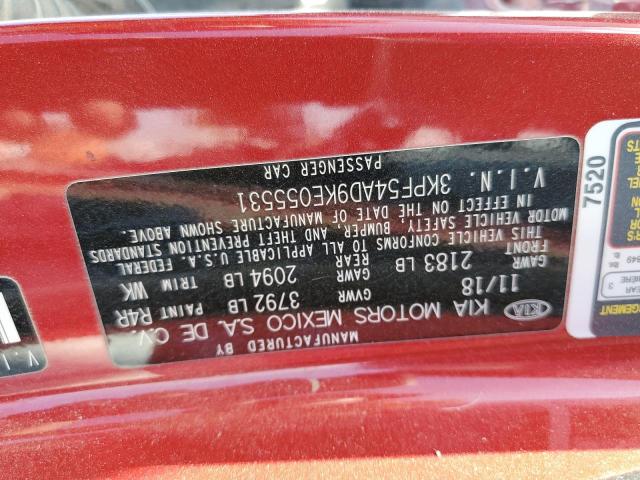 MANUFACTURED BY
KIA KIA MOTORS MEXICO S.A. DE C.V.
11/18 GVWR 3792 LB PAINT R4R
GAWR FRONT 2183 LB GAWR REAR 2094 LB TRIM WK
THIS VEHICLE CONFORMS TO ALL APPLICABLE U.S.A. FEDERAL
MOTOR VEHICLE SAFETY, BUMPER, AND THEFT PREVENTION STANDARDS
IN EFFECT ON THE DATE OF MANUFACTURE SHOWN ABOVE.
V.I.N. 3KPF54AD9KE055531
PASSENGER CAR
7520
V.I